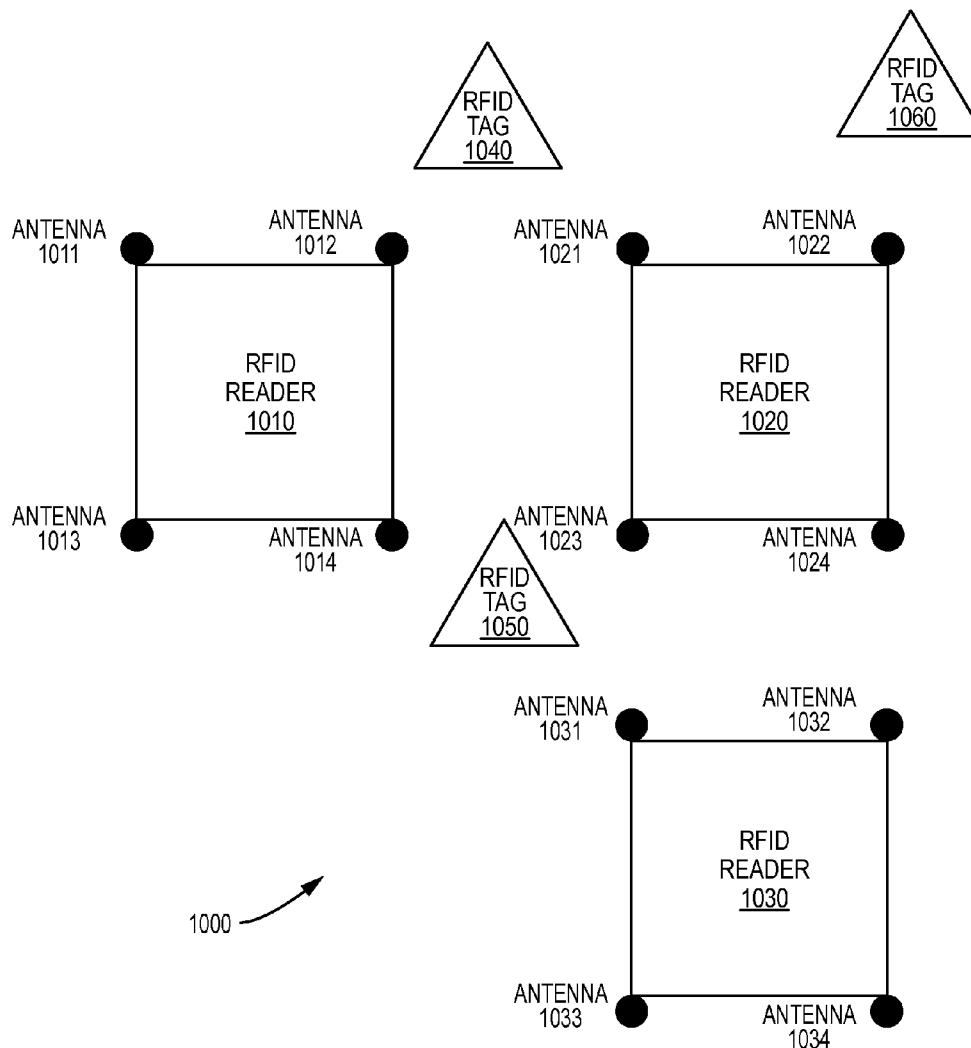 RFID
TAG
1060
RFID
TAG
1040
ANTENNA
1011
ANTENNA
1012
ANTENNA
1021
ANTENNA
1022
RFID
READER
1010
RFID
READER
1020
ANTENNA
1013
ANTENNA
1014
ANTENNA
1023
ANTENNA
1024
RFID
TAG
1050
ANTENNA
1031
ANTENNA
1032
RFID
READER
1030
1000
ANTENNA
1033
ANTENNA
1034